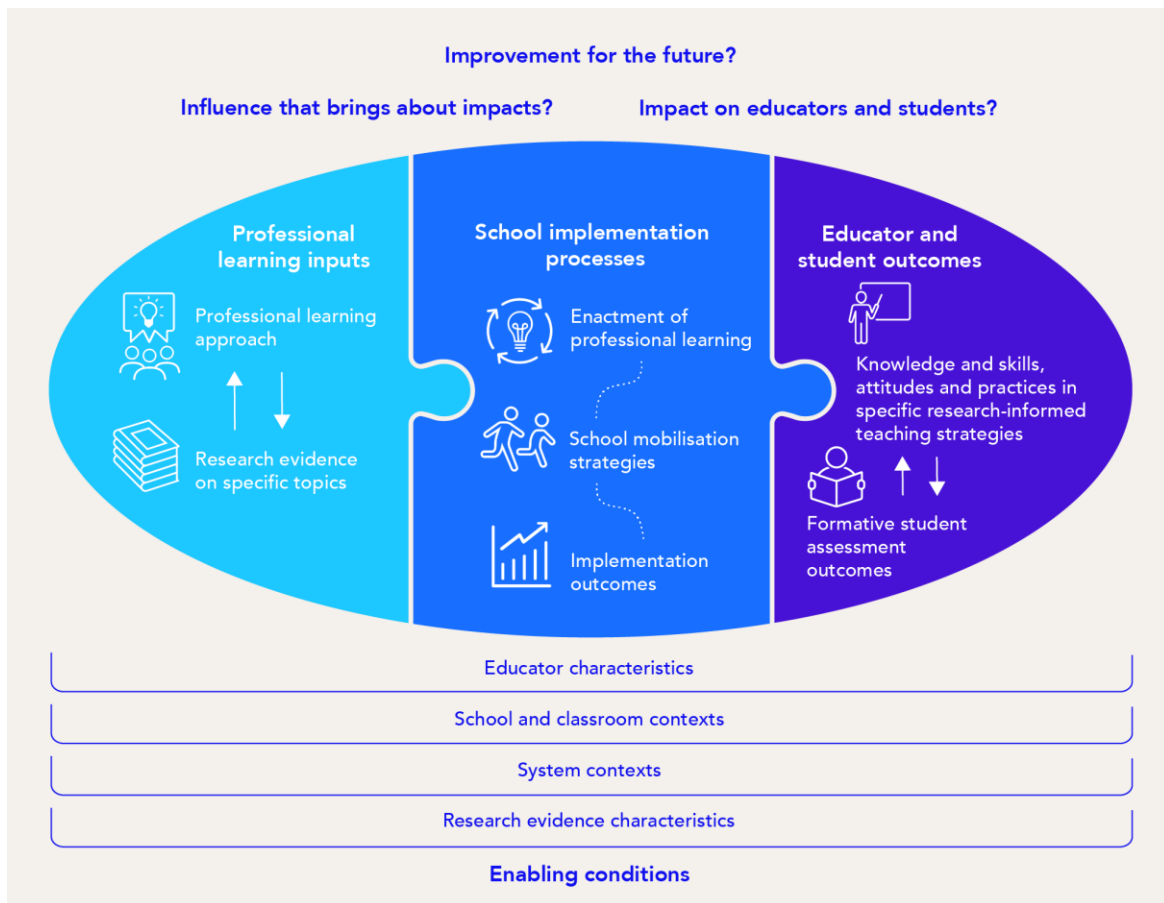 Improvement for the future?
Influence that brings about impacts?
Impact on educators and students?
Professional
learning inputs
Professional learning
approach
Research evidence
on specific topics
School implementation
processes
Enactment of
professional learning
School mobilisation
strategies
Implementation
outcomes
Educator and
student outcomes
Knowledge and skills,
attitudes and practices in
specific research-informed
teaching strategies
Formative student
assessment
outcomes
Educator characteristics
School and classroom contexts
System contexts
Research evidence characteristics
Enabling conditions